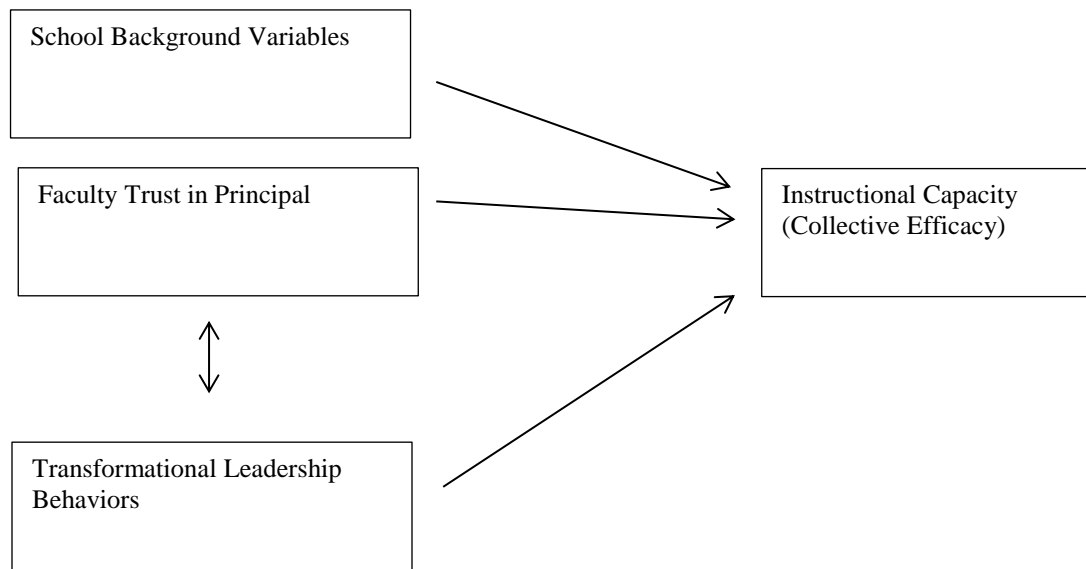 School Background Variables
Faculty Trust in Principal
Instructional Capacity
(Collective Efficacy)
Transformational Leadership
Behaviors